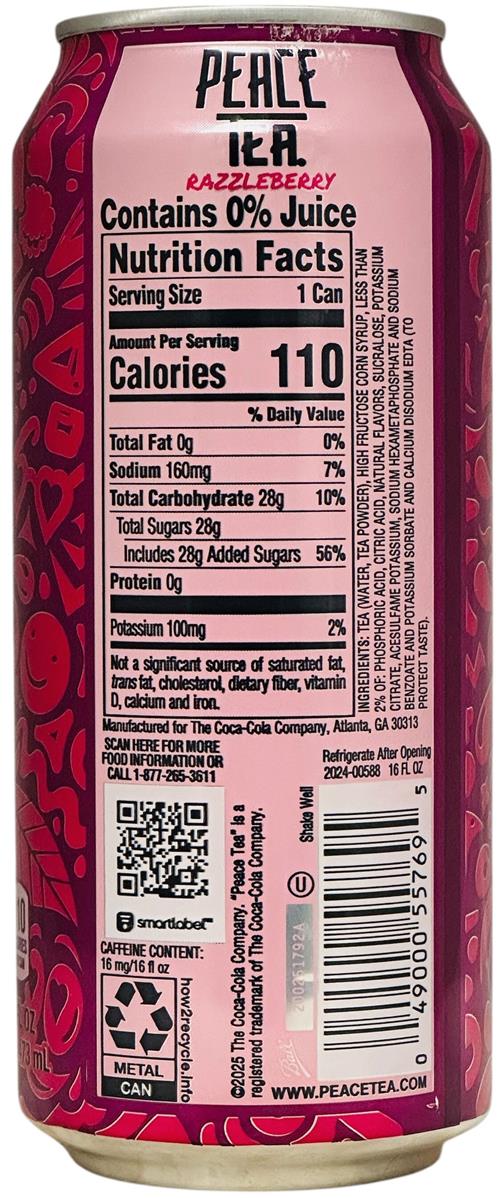 PEACE
TEA.
RAZZLEBERRY
Contains 0% Juice
Nutrition Facts
Serving Size 1 Can
Amount Per Serving
Calories 110
% Daily Value
Total Fat 0g 0%
Sodium 160mg 7%
Total Carbohydrate 28g 10%
Total Sugars 28g
Includes 28g Added Sugars 56%
Protein 0g
Potassium 100mg 2%
Not a significant source of saturated fat,
trans fat, cholesterol, dietary fiber, vitamin
D, calcium and iron.
INGREDIENTS: TEA (WATER, TEA POWDER), HIGH FRUCTOSE CORN SYRUP, LESS THAN
2% OF: PHOSPHORIC ACID, CITRIC ACID, NATURAL FLAVORS, SUCRALOSE, POTASSIUM
CITRATE, ACESULFAME POTASSIUM, SODIUM HEXAMETAPHOSPHATE AND SODIUM
BENZOATE AND POTASSIUM SORBATE AND CALCIUM DISODIUM EDTA (TO
PROTECT TASTE).
Manufactured for The Coca-Cola Company, Atlanta, GA 30313
SCAN HERE FOR MORE
FOOD INFORMATION OR
CALL 1-877-265-3611
Refrigerate After Opening
2024-00588 16 FL OZ
smartlabel™
CAFFEINE CONTENT:
16 mg/16 fl oz
METAL
CAN
how2recycle.info
©2025 The Coca-Cola Company. "Peace Tea" is a
registered trademark of The Coca-Cola Company.
Shake Well
U
200251792A
Ball
0 49000 55769 5
WWW.PEACETEA.COM
10
OZ
73 mL